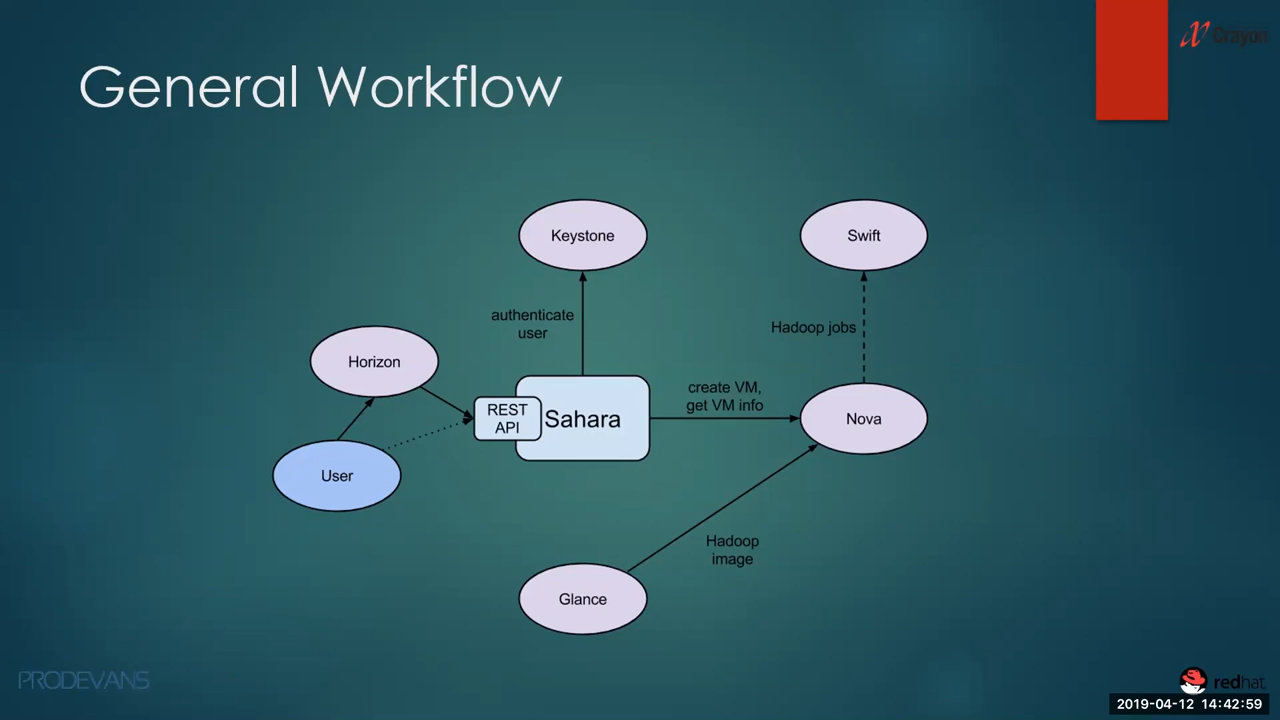 General Workflow
Crayon
Keystone
Swift
authenticate
user
Hadoop jobs
Horizon
create VM,
get VM info
REST
API
Sahara
Nova
User
Hadoop
image
Glance
PRODEVANS
redhat
2019-04-12 14:42:59